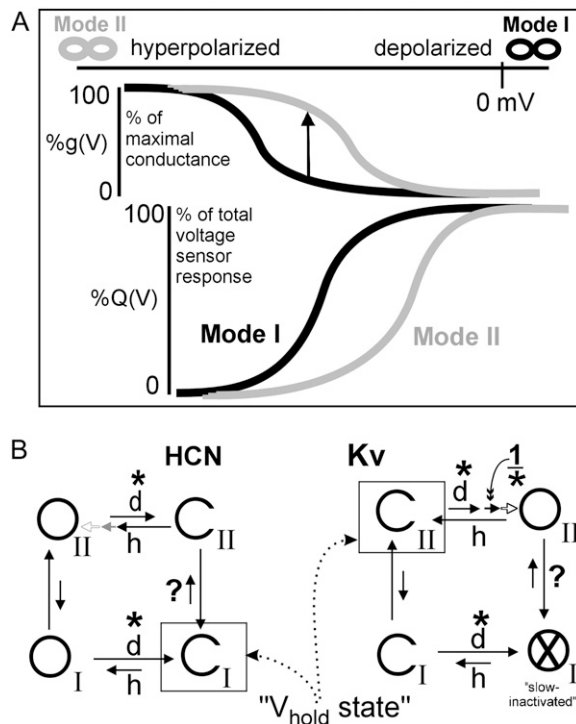 A
Mode II
hyperpolarized
depolarized
Mode I
0 mV
100
%g(V)
0
% of
maximal
conductance
100
%Q(V)
0
% of total
voltage
sensor
response
Mode I
Mode II
B
HCN
*
d
h
II
II
?
I
*
d
h
I
"Vhold state"
Kv
*
d
1
*
h
II
II
?
I
*
d
h
I
"slow-
inactivated"